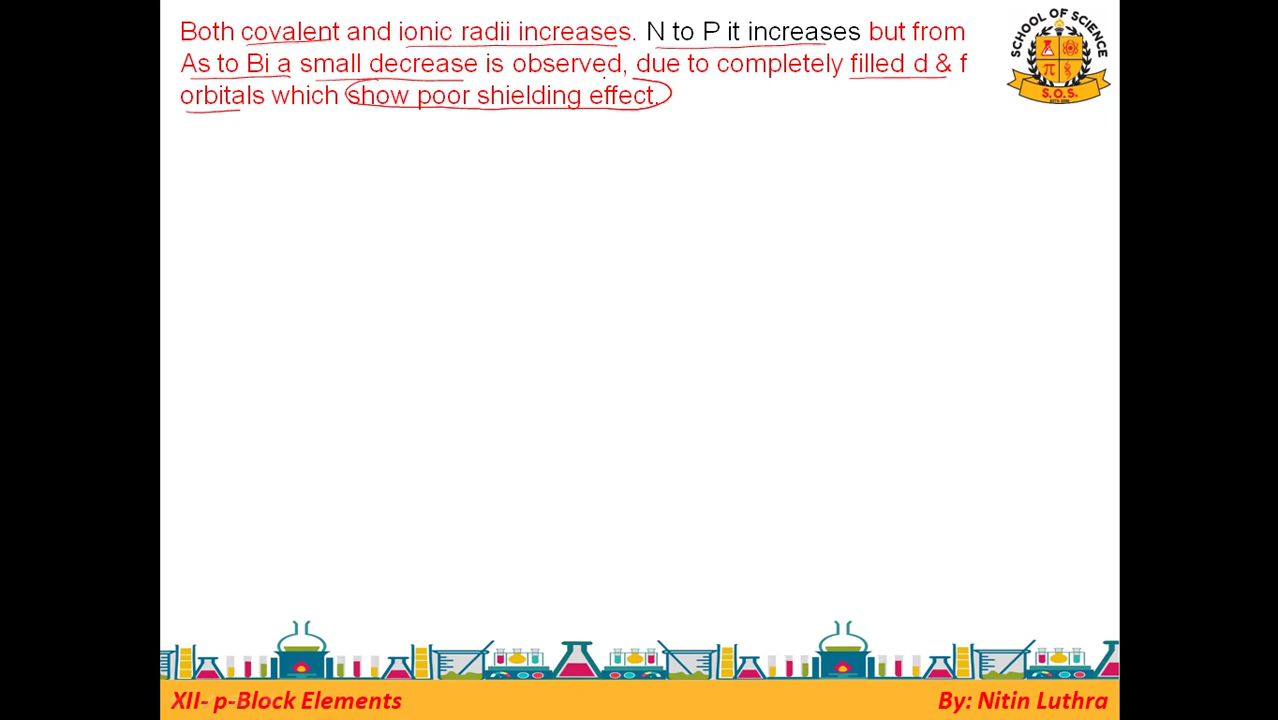 Both covalent and ionic radii increases. N to P it increases but from
As to Bi a small decrease is observed, due to completely filled d & f
orbitals which show poor shielding effect.
SCHOOL OF SCIENCE
π
S.O.S.
XII- p-Block Elements
By: Nitin Luthra